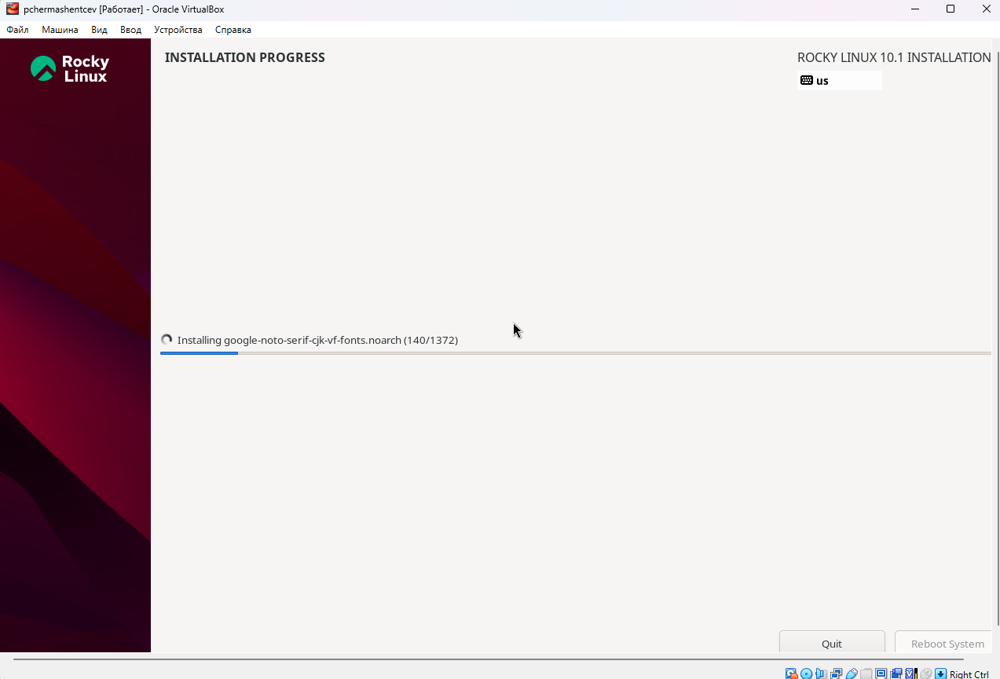 pchermashentcev [Работает] - Oracle VirtualBox
Файл Машина Вид Ввод Устройства Справка
Rocky
Linux
INSTALLATION PROGRESS
ROCKY LINUX 10.1 INSTALLATION
us
Installing google-noto-serif-cjk-vf-fonts.noarch (140/1372)
Quit
Reboot System
Right Ctrl